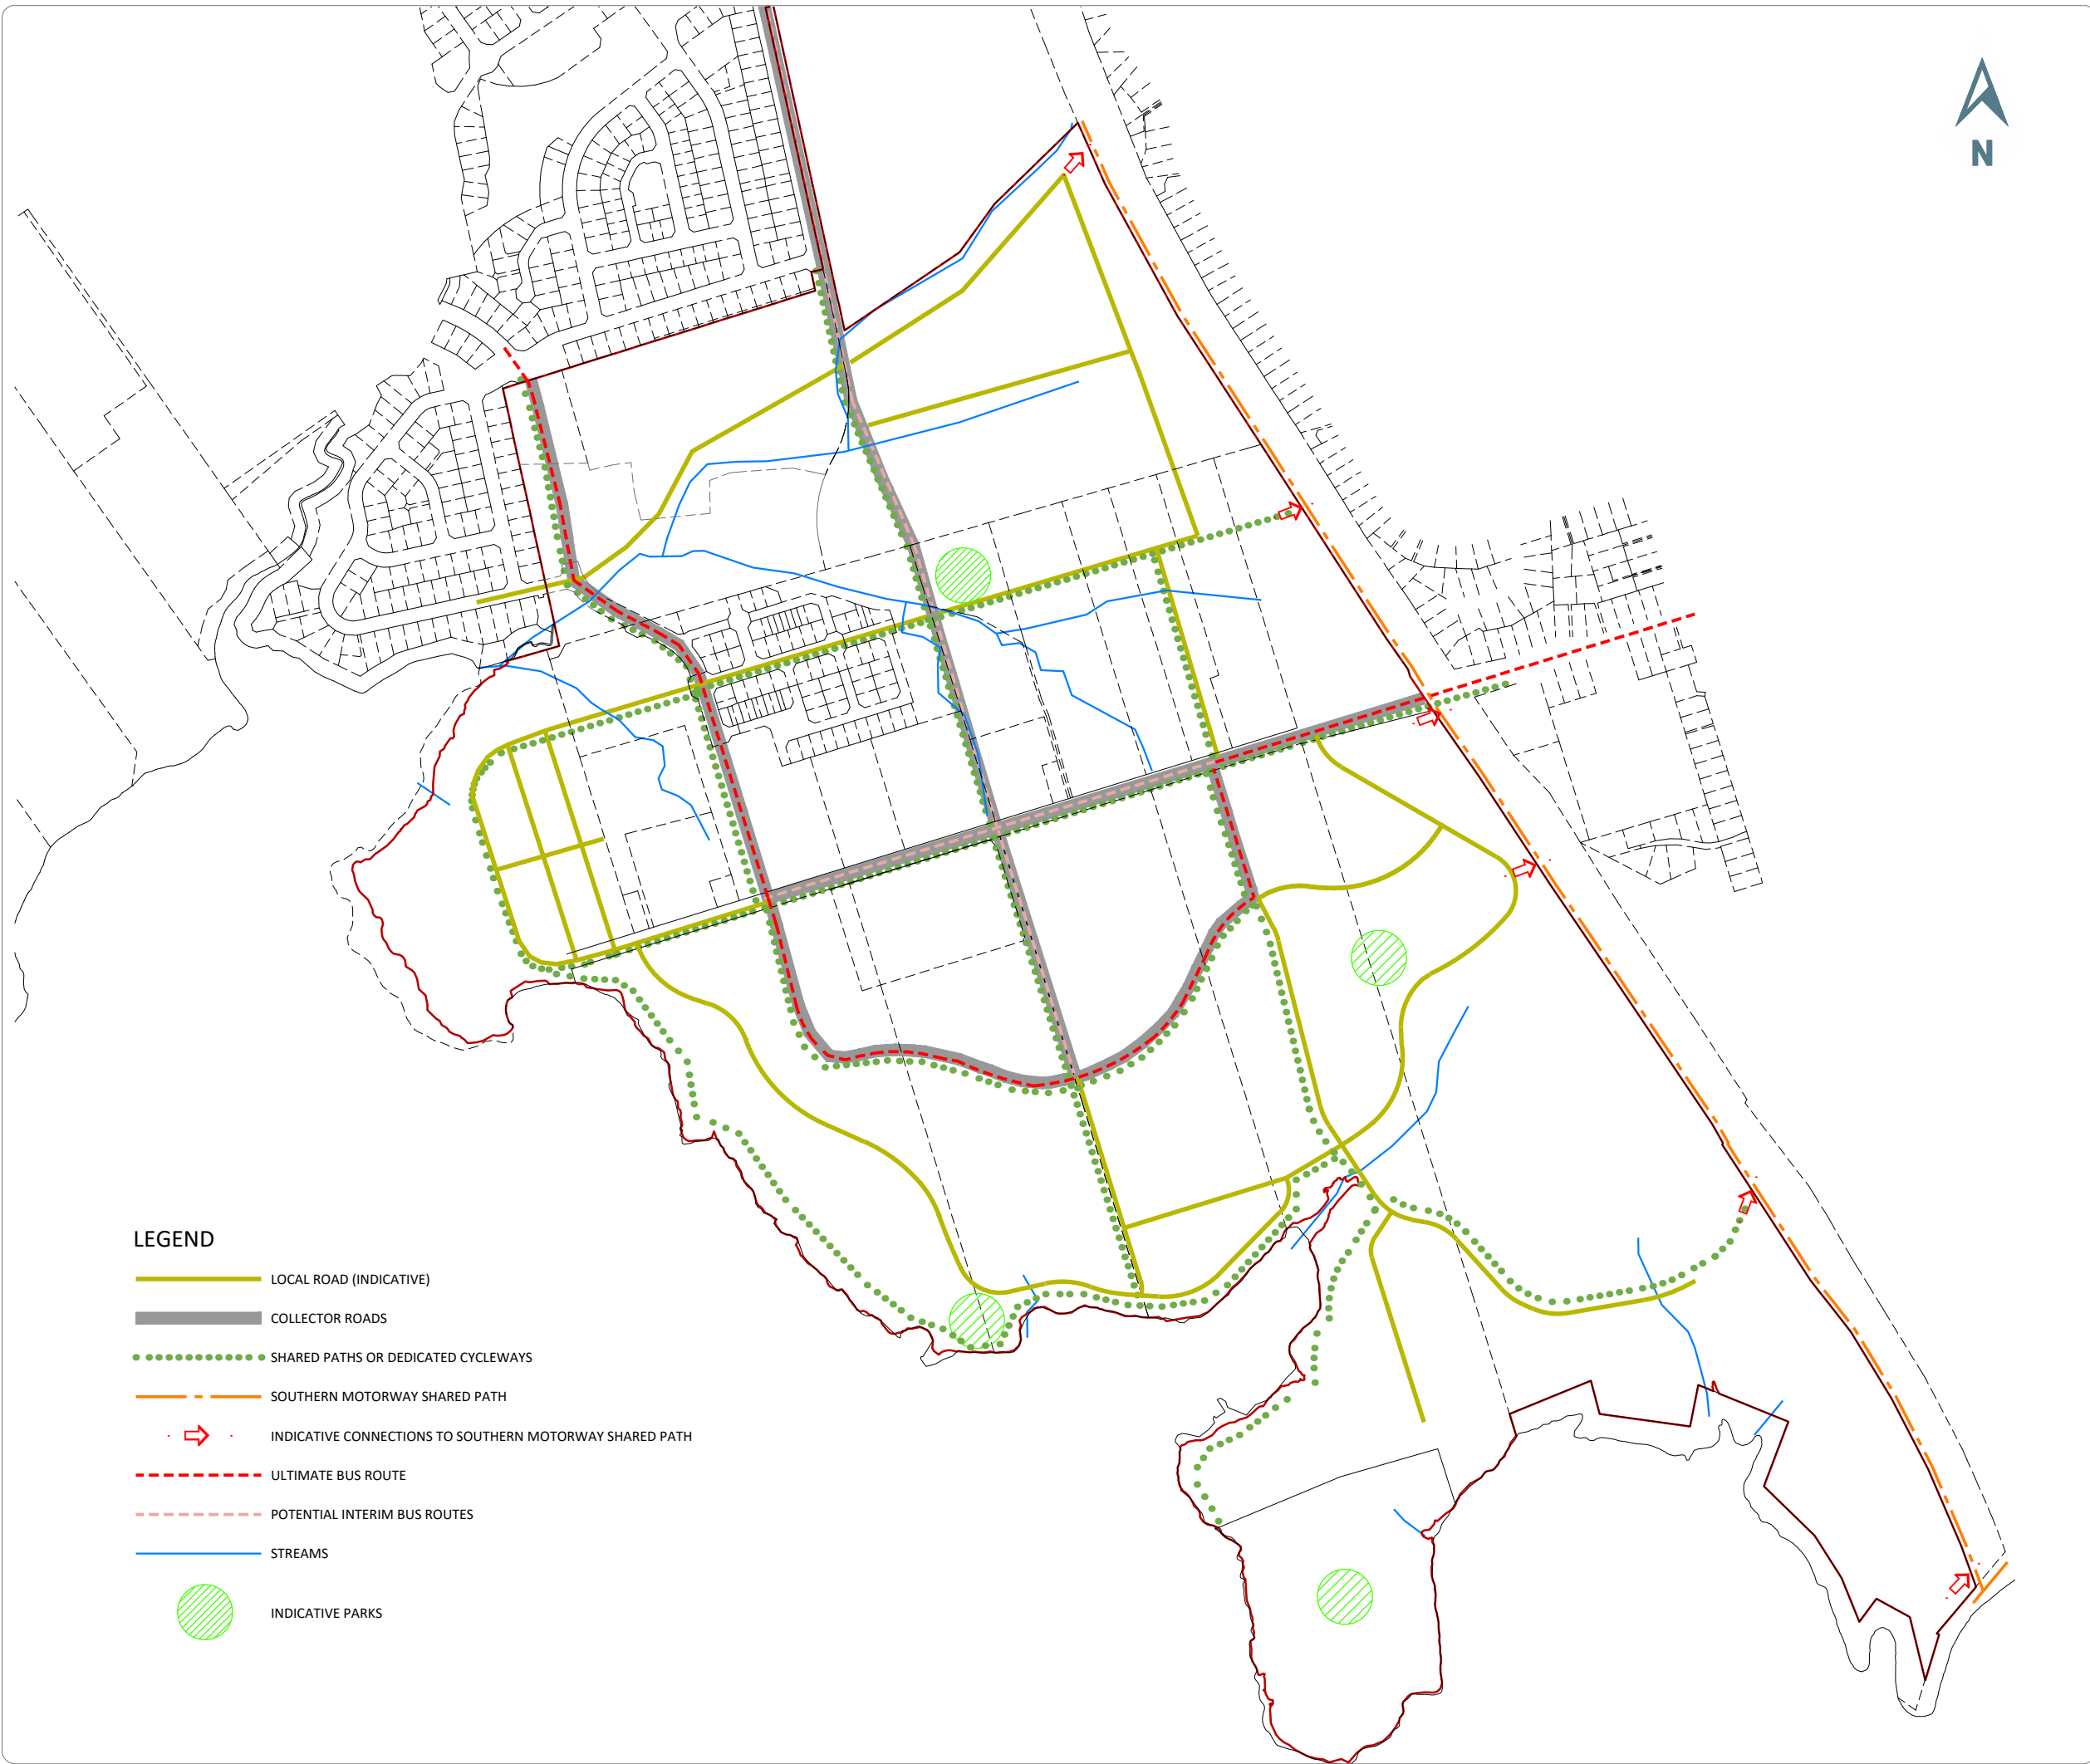 N
LEGEND
LOCAL ROAD (INDICATIVE)
COLLECTOR ROADS
SHARED PATHS OR DEDICATED CYCLEWAYS
SOUTHERN MOTORWAY SHARED PATH
INDICATIVE CONNECTIONS TO SOUTHERN MOTORWAY SHARED PATH
ULTIMATE BUS ROUTE
POTENTIAL INTERIM BUS ROUTES
STREAMS
INDICATIVE PARKS